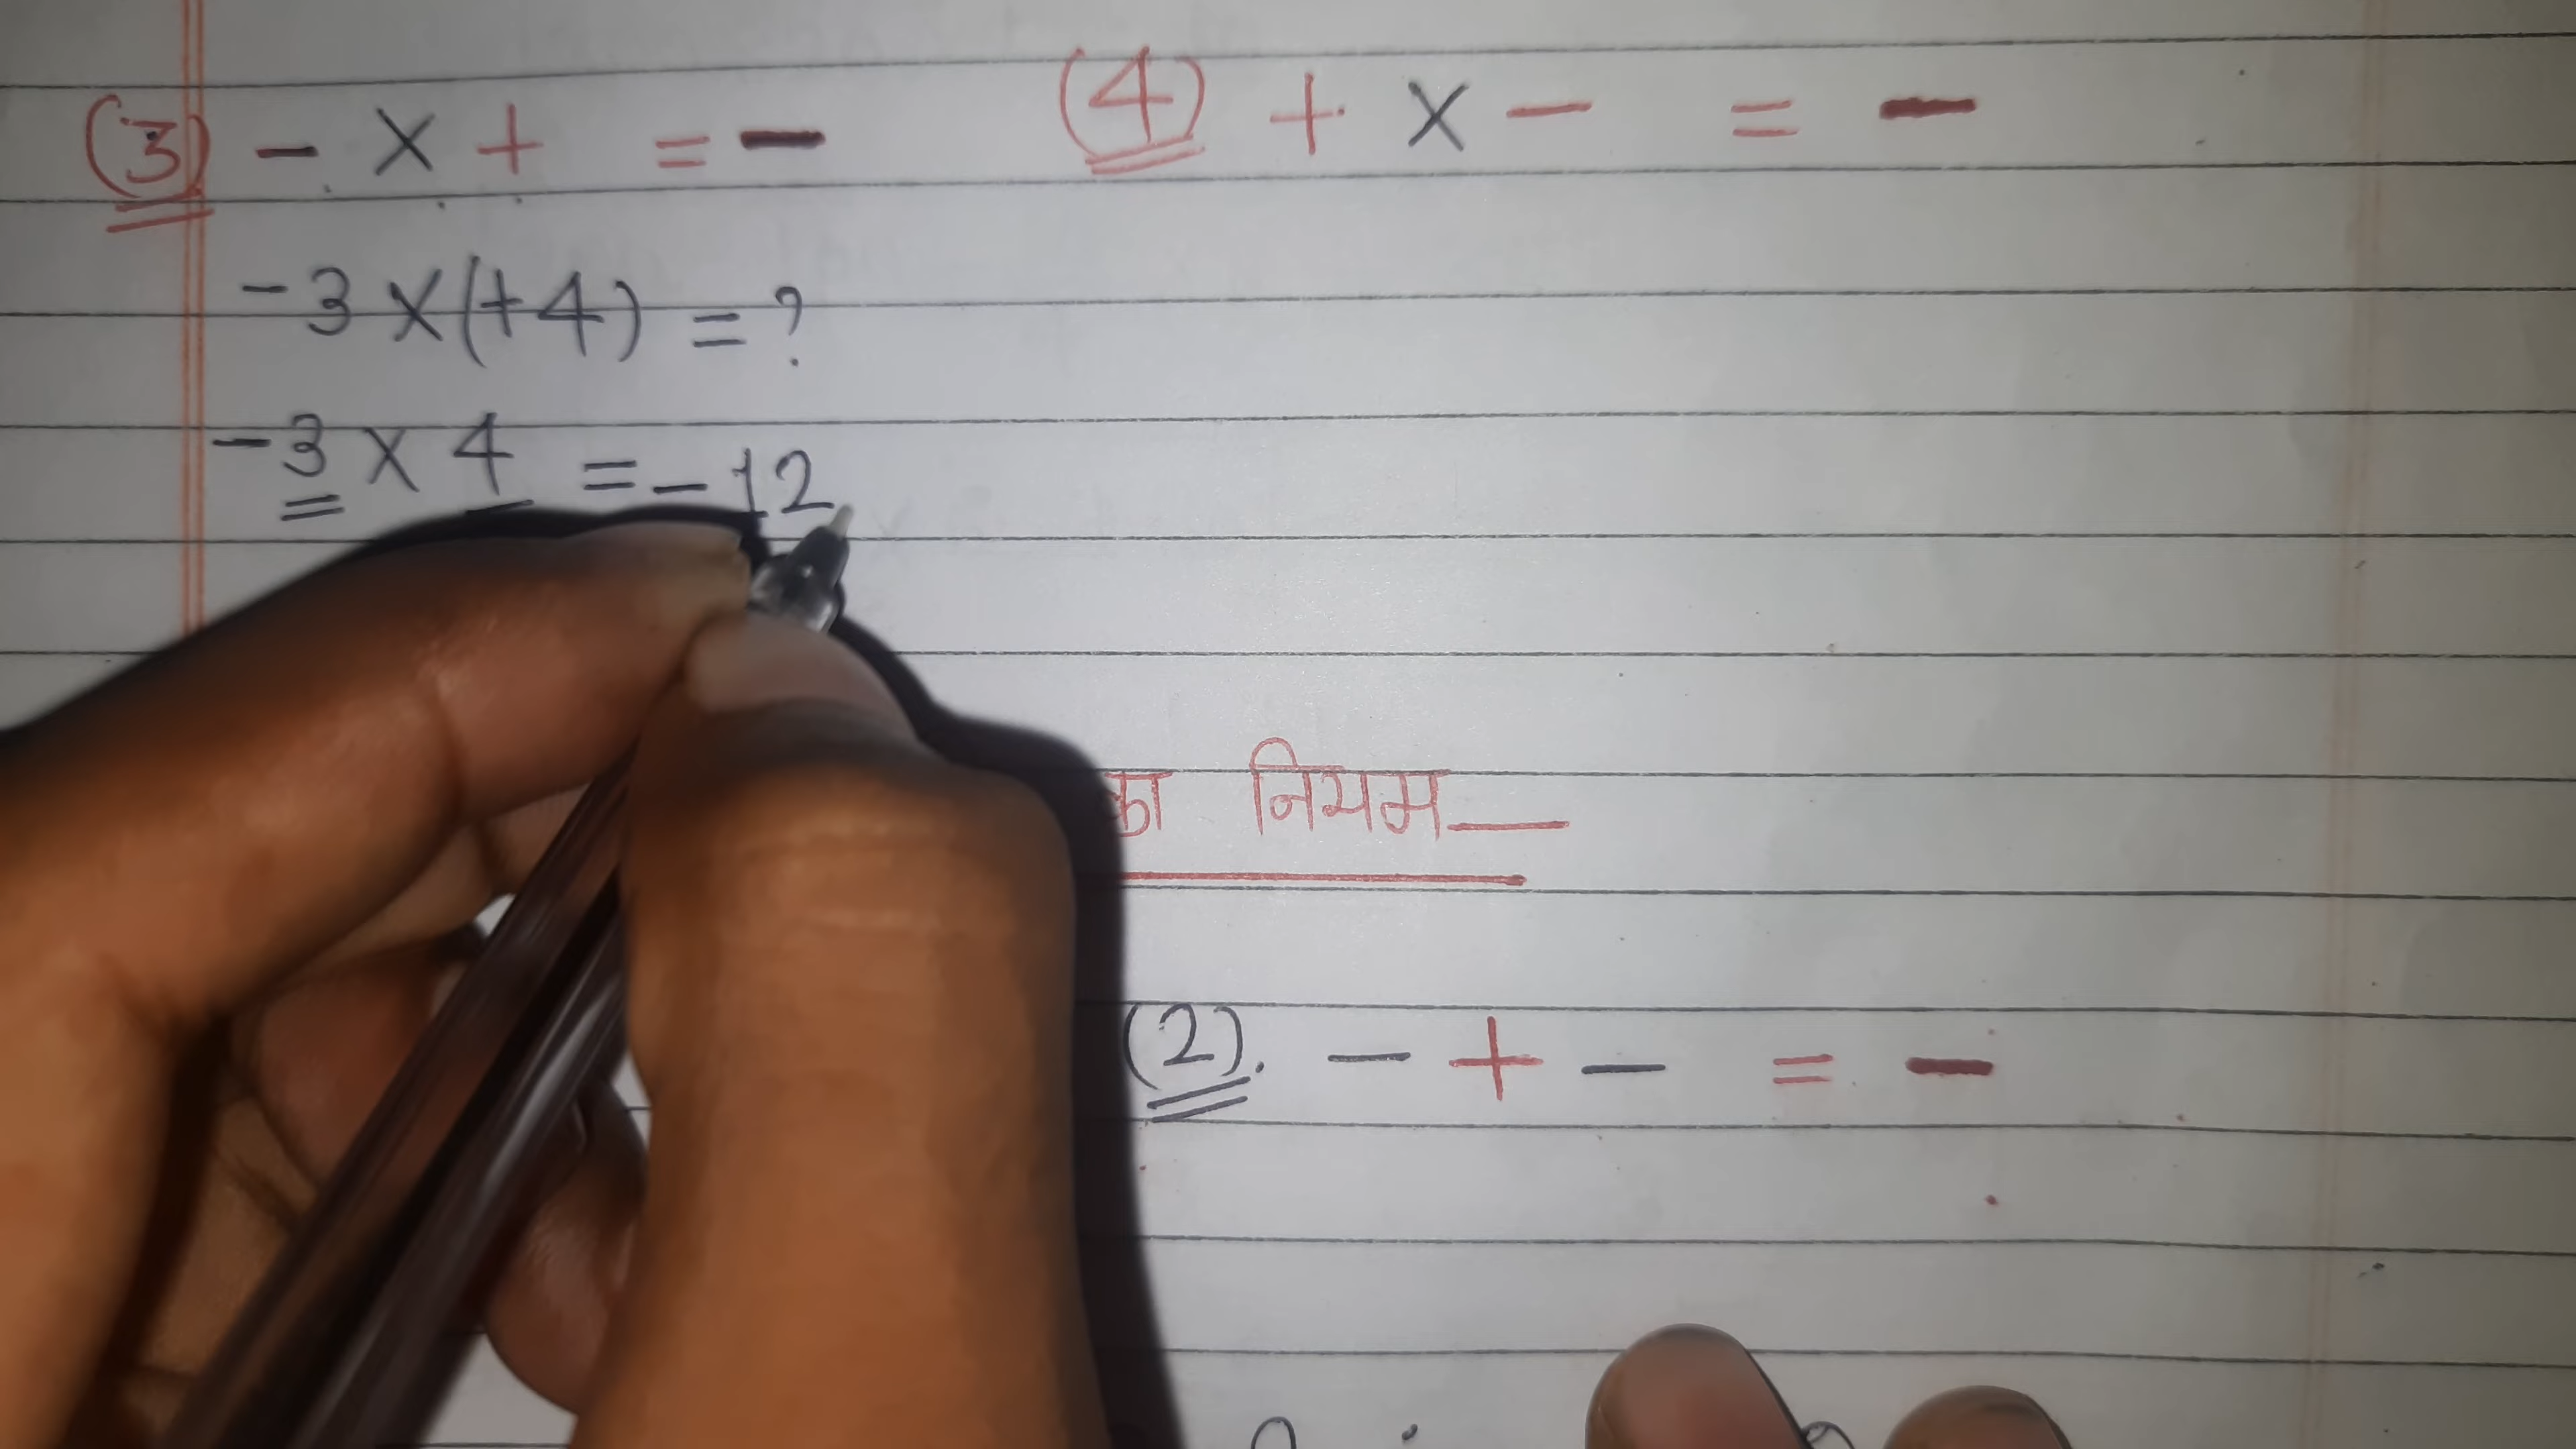 (3) - × + = -
(4) + × - = -
-3 ×(+4) = ?
-3 × 4 = -12
का नियम—
(2). - + - = -